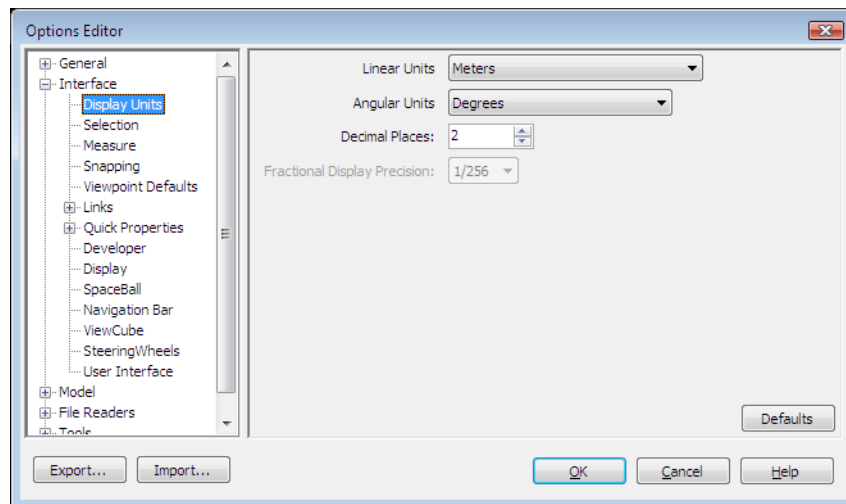 Options Editor
General
Interface
Display Units
Selection
Measure
Snapping
Viewpoint Defaults
Links
Quick Properties
Developer
Display
SpaceBall
Navigation Bar
ViewCube
SteeringWheels
User Interface
Model
File Readers
Tools
Linear Units Meters
Angular Units Degrees
Decimal Places: 2
Fractional Display Precision: 1/256
Defaults
Export... Import... OK Cancel Help